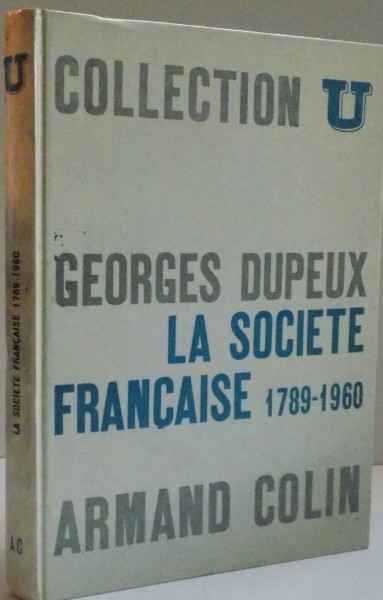 COLLECTION U
GEORGES DUPEUX
LA SOCIETE
FRANÇAISE 1789-1960
ARMAND COLIN
U
LA SOCIETE FRANÇAISE 1789-1960
AC